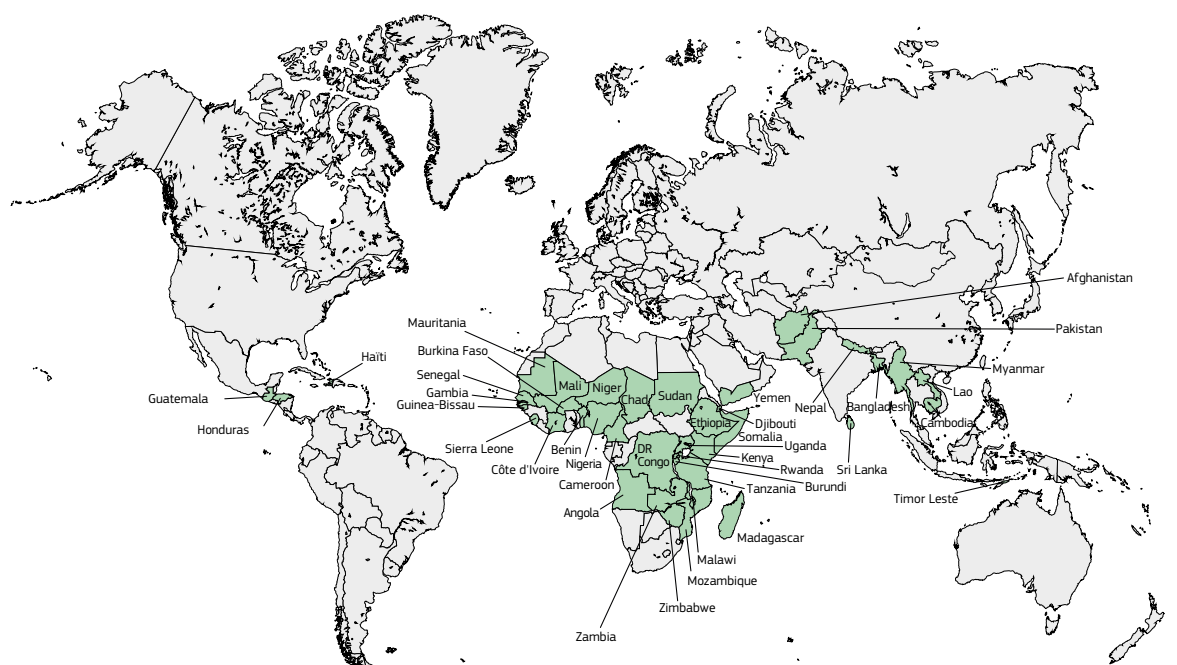 Afghanistan
Mauritania
Pakistan
Burkina Faso
Haïti
Myanmar
Senegal
Mali
Niger
Gambia
Lao
Chad
Sudan
Guatemala
Guinea-Bissau
Yemen
Nepal
Bangladesh
Ethiopia
Djibouti
Cambodia
Honduras
Somalia
Sierra Leone
Benin
DR
Congo
Uganda
Nigeria
Kenya
Côte d'Ivoire
Rwanda
Sri Lanka
Cameroon
Tanzania
Burundi
Timor Leste
Angola
Madagascar
Malawi
Mozambique
Zimbabwe
Zambia